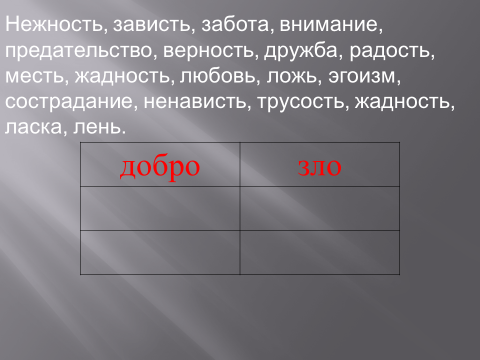 Нежность, зависть, забота, внимание,
предательство, верность, дружба, радость,
месть, жадность, любовь, ложь, эгоизм,
сострадание, ненависть, трусость, жадность,
ласка, лень.
добро зло